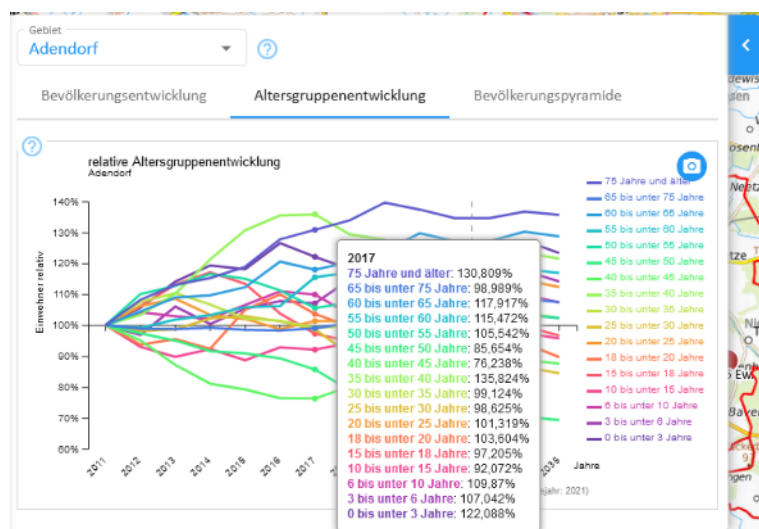 Gebiet
Adendorf
Bevölkerungsentwicklung
Altersgruppenentwicklung
Bevölkerungspyramide
relative Altersgruppenentwicklung
Adendorf
Einwohner relativ
140%
130%
120%
110%
100%
90%
80%
70%
60%
2011
2012
2013
2014
2015
2016
2017
2035
Jahre
2017
75 Jahre und älter: 130,809%
65 bis unter 75 Jahre: 98,989%
60 bis unter 65 Jahre: 117,917%
55 bis unter 60 Jahre: 115,472%
50 bis unter 55 Jahre: 105,542%
45 bis unter 50 Jahre: 85,654%
40 bis unter 45 Jahre: 76,238%
35 bis unter 40 Jahre: 135,824%
30 bis unter 35 Jahre: 99,124%
25 bis unter 30 Jahre: 98,625%
20 bis unter 25 Jahre: 101,319%
18 bis unter 20 Jahre: 103,604%
15 bis unter 18 Jahre: 97,205%
10 bis unter 15 Jahre: 92,072%
6 bis unter 10 Jahre: 109,87%
3 bis unter 6 Jahre: 107,042%
0 bis unter 3 Jahre: 122,088%
75 Jahre und älter
65 bis unter 75 Jahre
60 bis unter 65 Jahre
55 bis unter 60 Jahre
50 bis unter 55 Jahre
45 bis unter 50 Jahre
40 bis unter 45 Jahre
35 bis unter 40 Jahre
30 bis unter 35 Jahre
25 bis unter 30 Jahre
20 bis unter 25 Jahre
18 bis unter 20 Jahre
15 bis unter 18 Jahre
10 bis unter 15 Jahre
6 bis unter 10 Jahre
3 bis unter 6 Jahre
0 bis unter 3 Jahre
jahr: 2021)